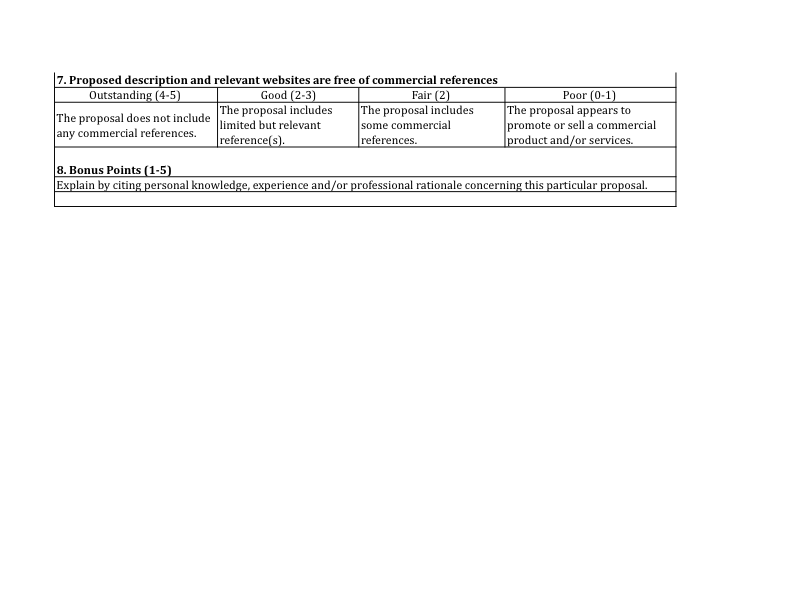 7. Proposed description and relevant websites are free of commercial references
Outstanding (4-5)
Good (2-3)
Fair (2)
Poor (0-1)
The proposal does not include
any commercial references.
The proposal includes
limited but relevant
reference(s).
The proposal includes
some commercial
references.
The proposal appears to
promote or sell a commercial
product and/or services.
8. Bonus Points (1-5)
Explain by citing personal knowledge, experience and/or professional rationale concerning this particular proposal.